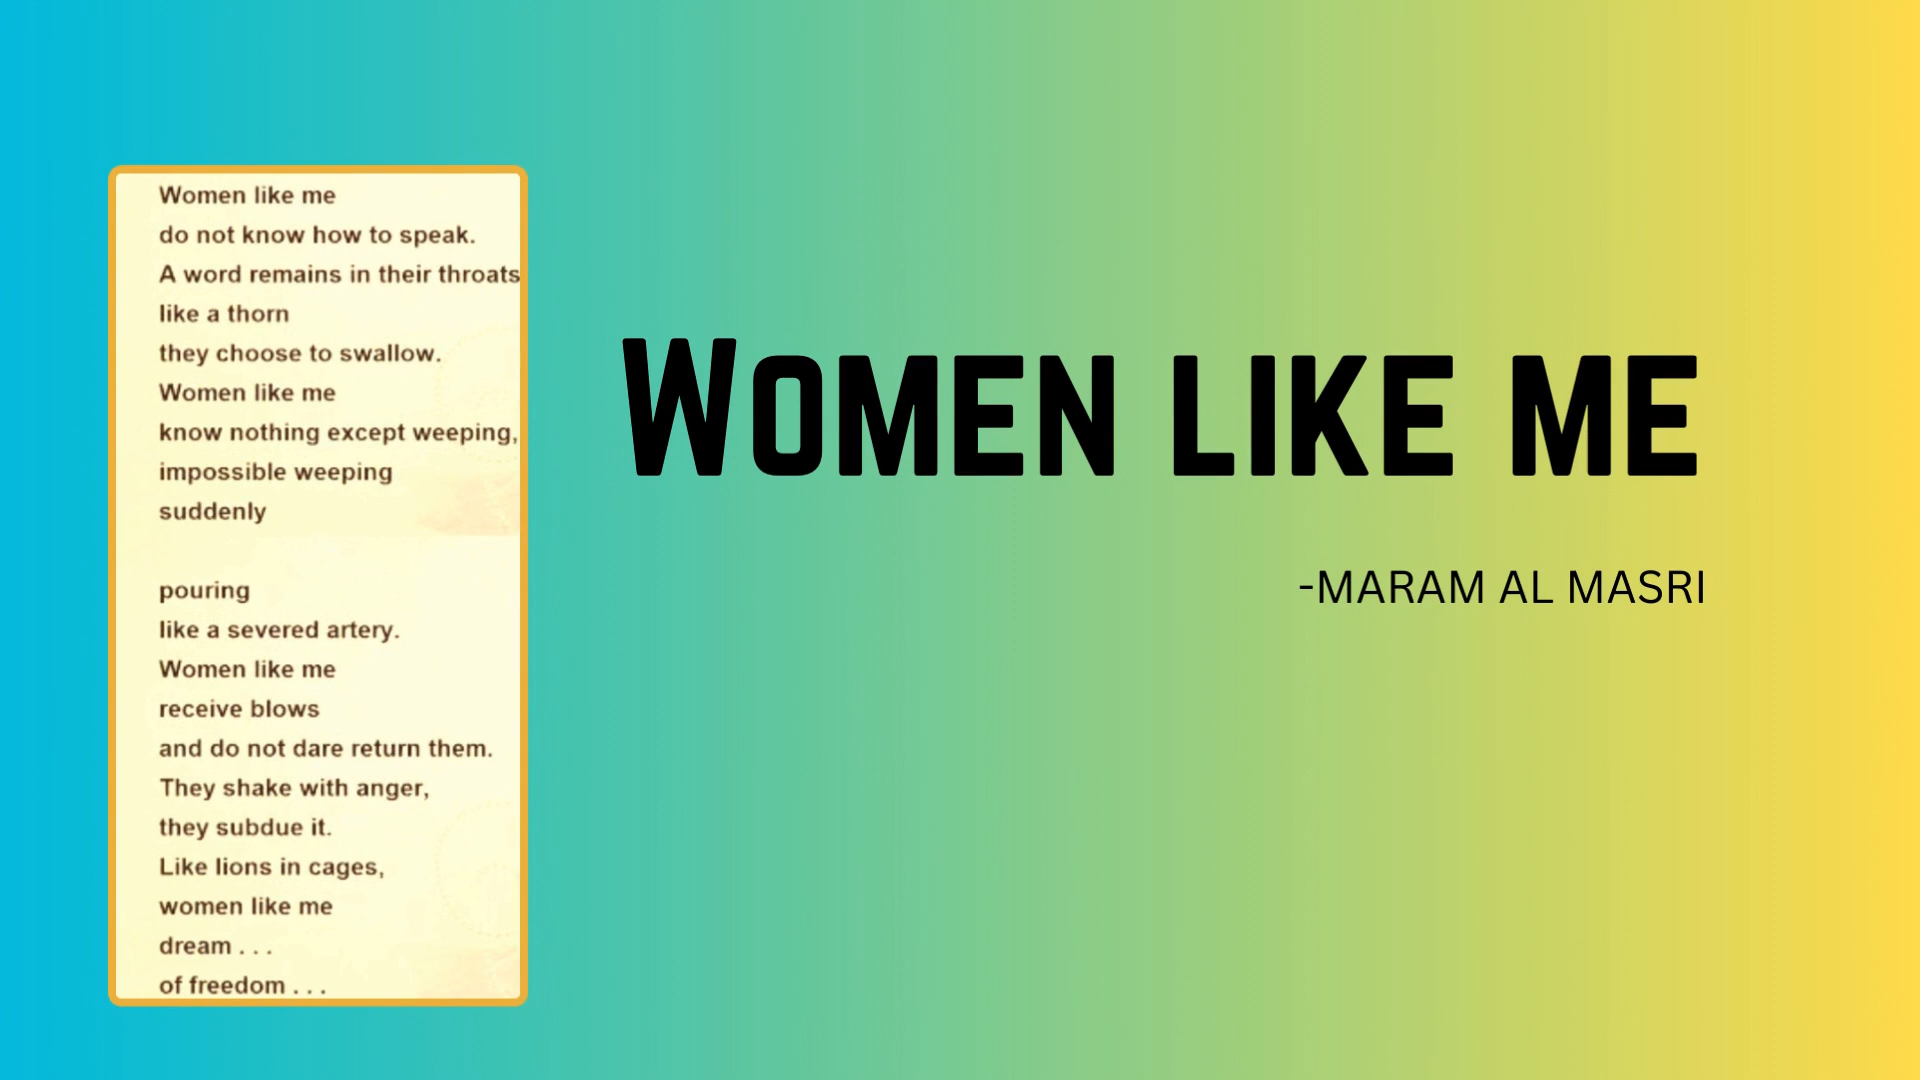 Women like me
do not know how to speak.
A word remains in their throats
like a thorn
they choose to swallow.
Women like me
know nothing except weeping,
impossible weeping
suddenly
pouring
like a severed artery.
Women like me
receive blows
and do not dare return them.
They shake with anger,
they subdue it.
Like lions in cages,
women like me
dream . . .
of freedom . . .
WOMEN LIKE ME
-MARAM AL MASRI